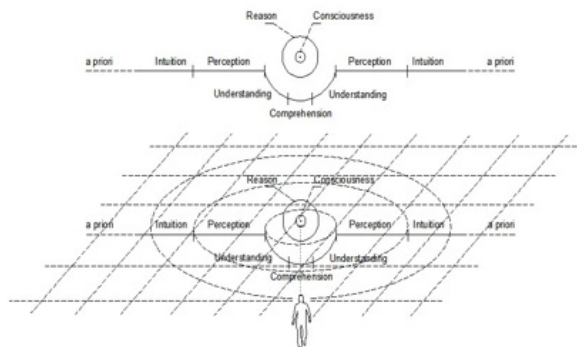 Reason Consciousness
a priori Intuition Perception Perception Intuition a priori
Understanding Understanding
Comprehension
Reason Consciousness
a priori Intuition Perception Perception Intuition a priori
Understanding Understanding
Comprehension